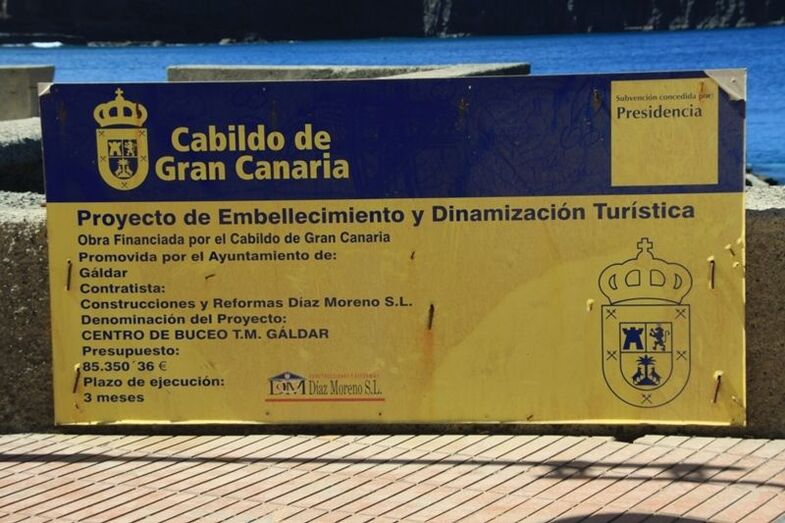 Cabildo de
Gran Canaria
Subvención concedida por:
Presidencia
Proyecto de Embellecimiento y Dinamización Turística
Obra Financiada por el Cabildo de Gran Canaria
Promovida por el Ayuntamiento de:
Gáldar
Contratista:
Construcciones y Reformas Díaz Moreno S.L.
Denominación del Proyecto:
CENTRO DE BUCEO T.M. GÁLDAR
Presupuesto:
85.350´36 €
Plazo de ejecución:
3 meses
CONSTRUCCIONES Y REFORMAS
Díaz Moreno S.L.